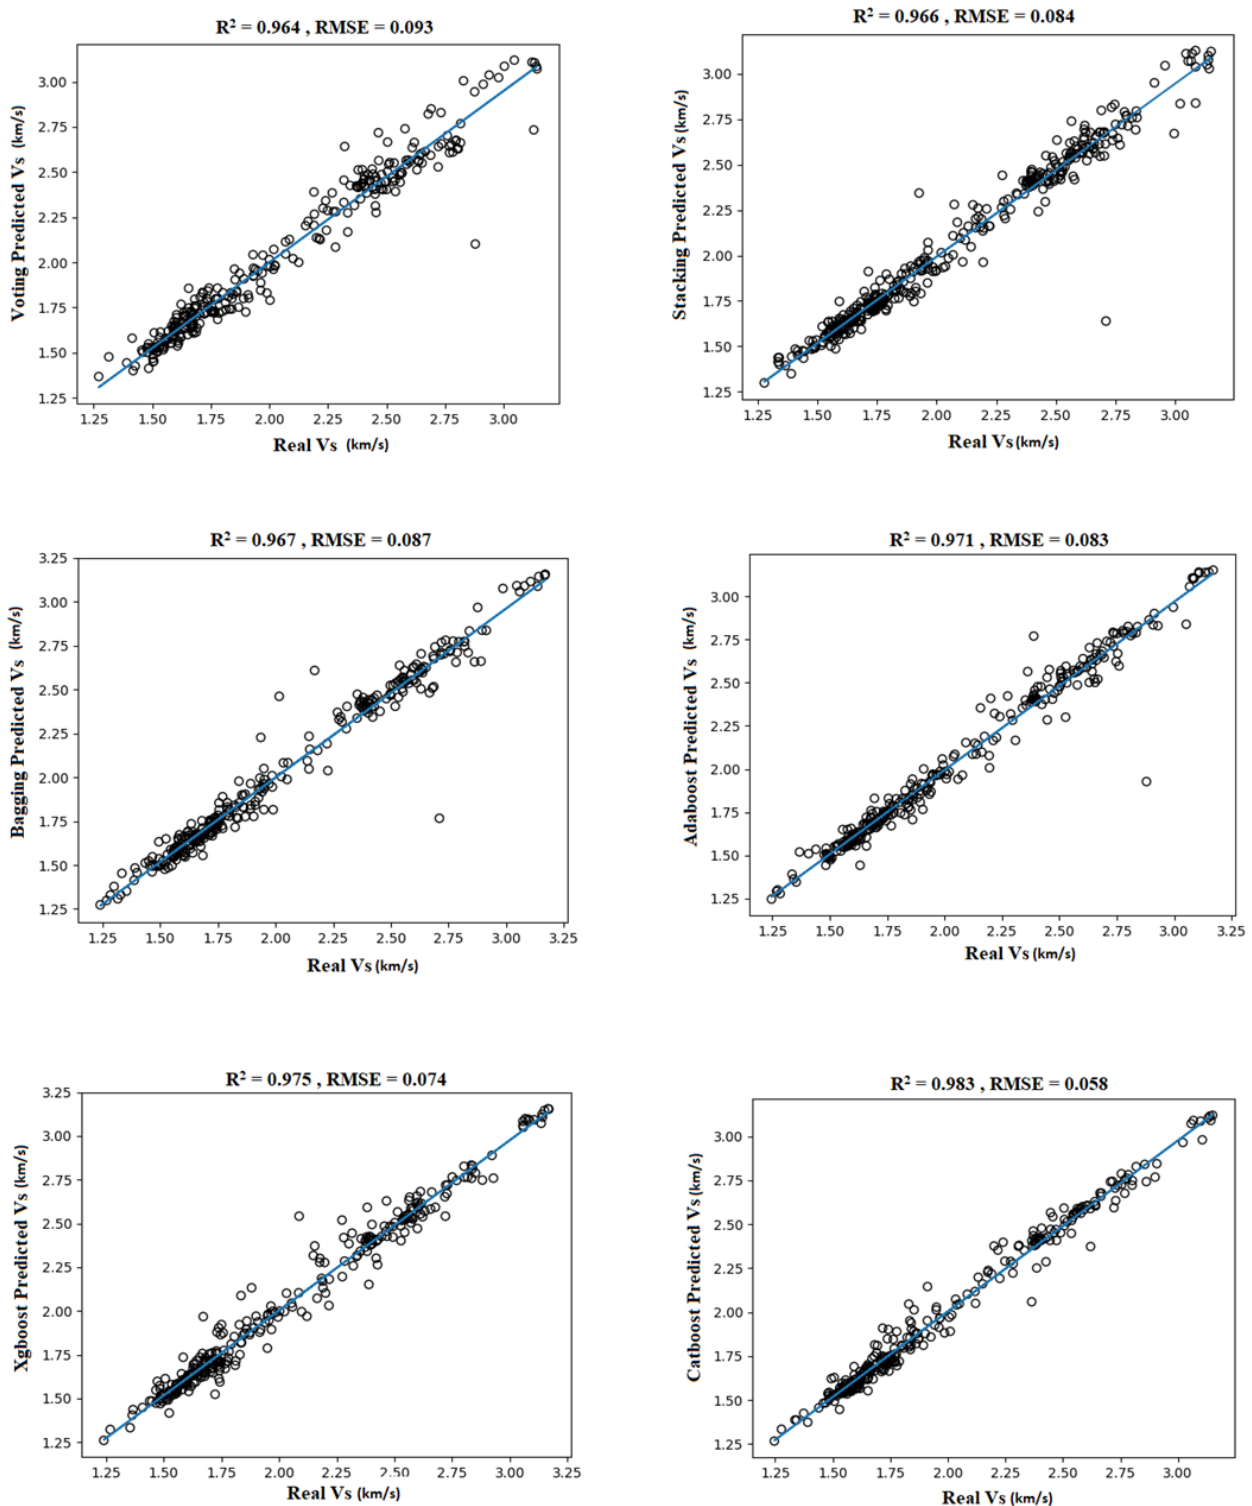 R² = 0.964 , RMSE = 0.093
Voting Predicted Vs (km/s)
3.00
2.75
2.50
2.25
2.00
1.75
1.50
1.25
1.25 1.50 1.75 2.00 2.25 2.50 2.75 3.00
Real Vs (km/s)
R² = 0.966 , RMSE = 0.084
Stacking Predicted Vs (km/s)
3.00
2.75
2.50
2.25
2.00
1.75
1.50
1.25
1.25 1.50 1.75 2.00 2.25 2.50 2.75 3.00
Real Vs (km/s)
R² = 0.967 , RMSE = 0.087
Bagging Predicted Vs (km/s)
3.25
3.00
2.75
2.50
2.25
2.00
1.75
1.50
1.25
1.25 1.50 1.75 2.00 2.25 2.50 2.75 3.00 3.25
Real Vs (km/s)
R² = 0.971 , RMSE = 0.083
Adaboost Predicted Vs (km/s)
3.00
2.75
2.50
2.25
2.00
1.75
1.50
1.25
1.25 1.50 1.75 2.00 2.25 2.50 2.75 3.00 3.25
Real Vs (km/s)
R² = 0.975 , RMSE = 0.074
Xgboost Predicted Vs (km/s)
3.25
3.00
2.75
2.50
2.25
2.00
1.75
1.50
1.25
1.25 1.50 1.75 2.00 2.25 2.50 2.75 3.00 3.25
Real Vs (km/s)
R² = 0.983 , RMSE = 0.058
Catboost Predicted Vs (km/s)
3.00
2.75
2.50
2.25
2.00
1.75
1.50
1.25
1.25 1.50 1.75 2.00 2.25 2.50 2.75 3.00
Real Vs (km/s)